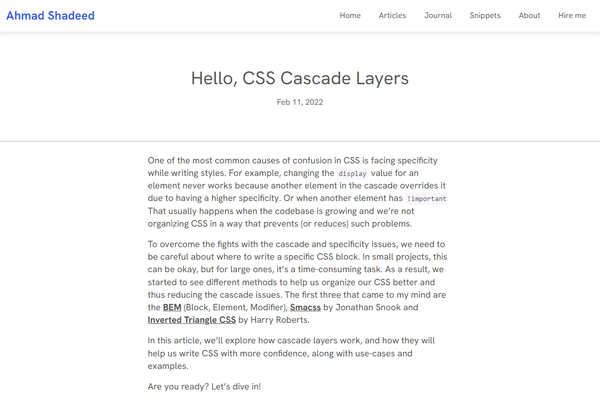 Ahmad Shadeed
Home Articles Journal Snippets About Hire me
Hello, CSS Cascade Layers
Feb 11, 2022
One of the most common causes of confusion in CSS is facing specificity
while writing styles. For example, changing the display value for an
element never works because another element in the cascade overrides it
due to having a higher specificity. Or when another element has !important
That usually happens when the codebase is growing and we're not
organizing CSS in a way that prevents (or reduces) such problems.
To overcome the fights with the cascade and specificity issues, we need to
be careful about where to write a specific CSS block. In small projects, this
can be okay, but for large ones, it's a time-consuming task. As a result, we
started to see different methods to help us organize our CSS better and
thus reducing the cascade issues. The first three that came to my mind are
the BEM (Block, Element, Modifier), Smacss by Jonathan Snook and
Inverted Triangle CSS by Harry Roberts.
In this article, we'll explore how cascade layers work, and how they will
help us write CSS with more confidence, along with use-cases and
examples.
Are you ready? Let's dive in!